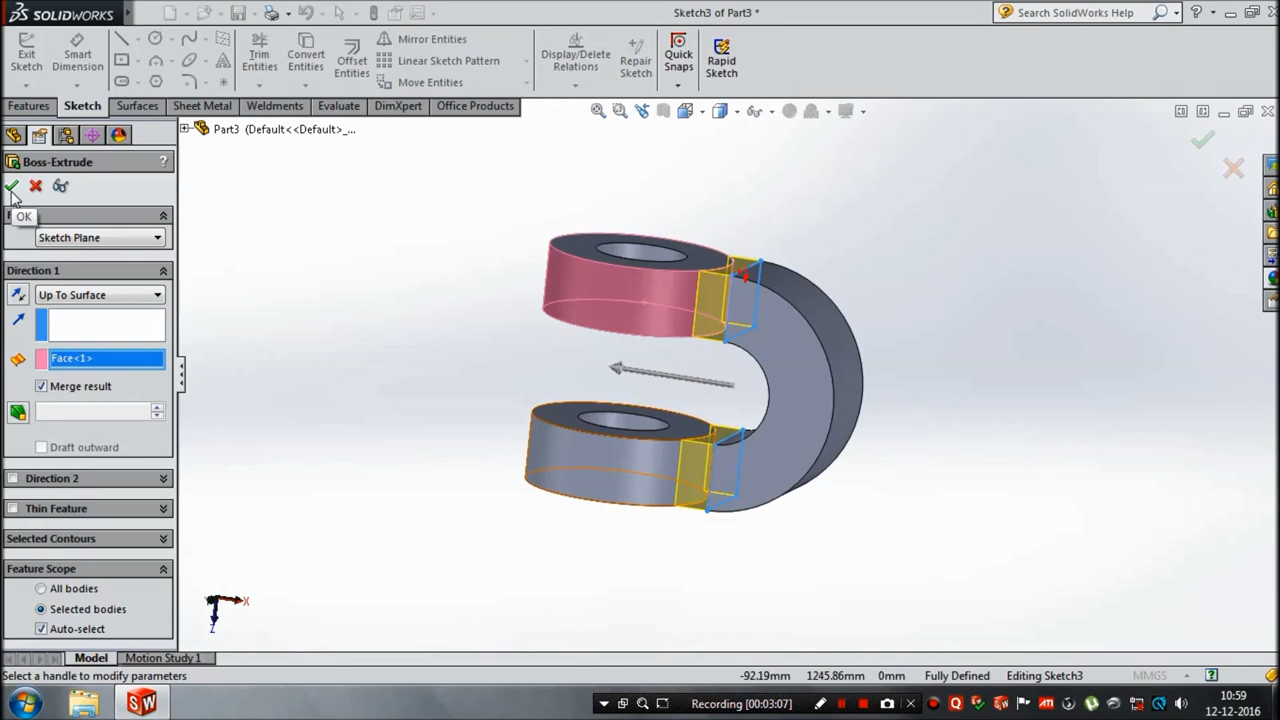 SOLIDWORKS
Sketch3 of Part3 *
Search SolidWorks Help
Exit Sketch
Smart Dimension
Trim Entities
Convert Entities
Offset Entities
Mirror Entities
Linear Sketch Pattern
Move Entities
Display/Delete Relations
Repair Sketch
Quick Snaps
Rapid Sketch
Features
Sketch
Surfaces
Sheet Metal
Weldments
Evaluate
DimXpert
Office Products
Part3 (Default<<Default>_...
Boss-Extrude
?
OK
Sketch Plane
Direction 1
Up To Surface
Face<1>
Merge result
Draft outward
Direction 2
Thin Feature
Selected Contours
Feature Scope
All bodies
Selected bodies
Auto-select
X
Z
Model
Motion Study 1
Select a handle to modify parameters
-92.19mm
1245.86mm
0mm
Fully Defined
Editing Sketch3
MMGS
Recording [00:03:07]
10:59
12-12-2016